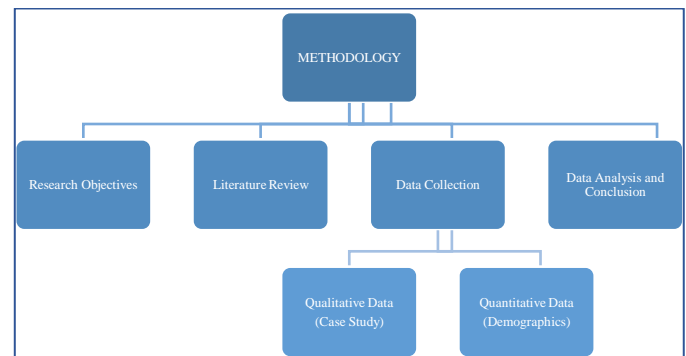 METHODOLOGY
Research Objectives
Literature Review
Data Collection
Data Analysis and
Conclusion
Qualitative Data
(Case Study)
Quantitative Data
(Demographics)